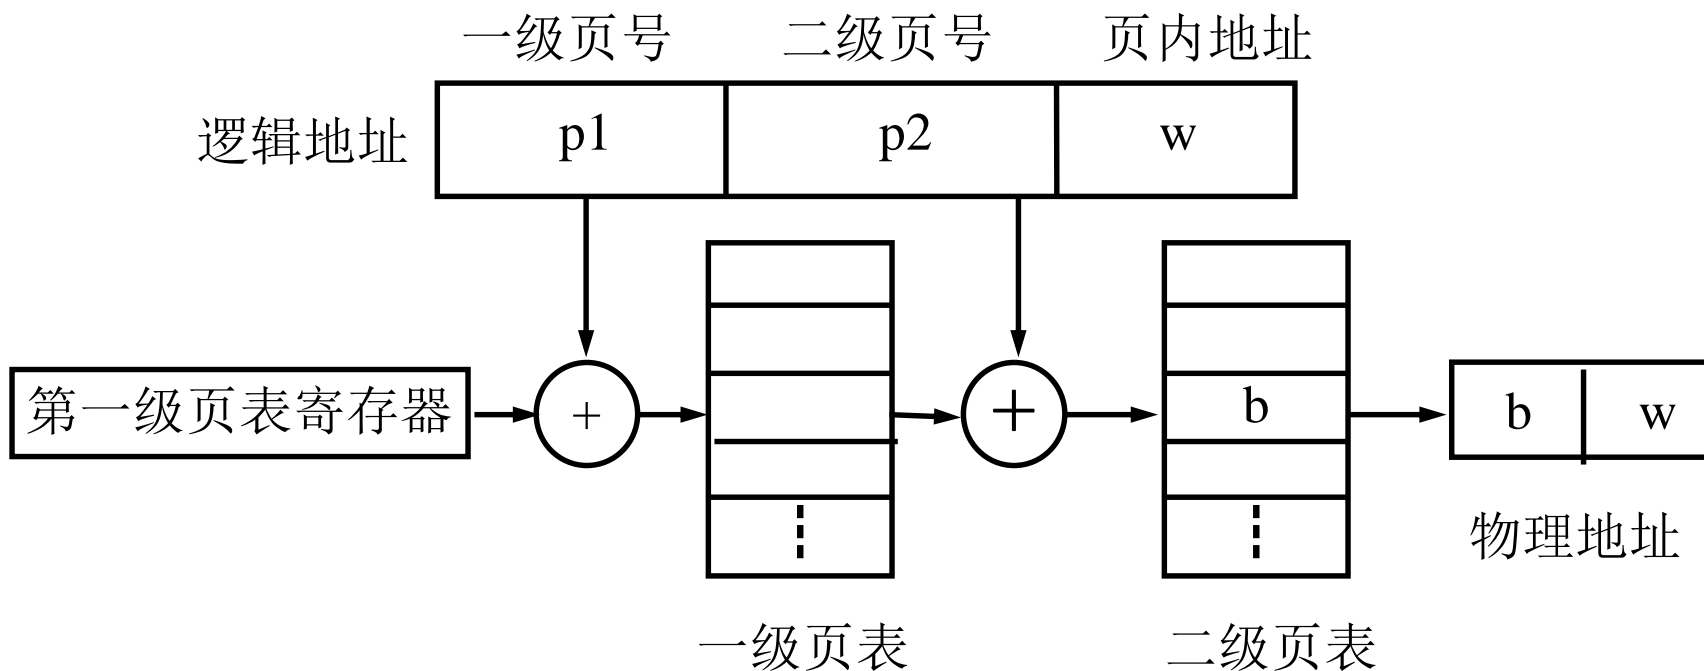 一级页号 二级页号 页内地址
逻辑地址 p1 p2 w
第一级页表寄存器 + + b b w
物理地址
一级页表 二级页表